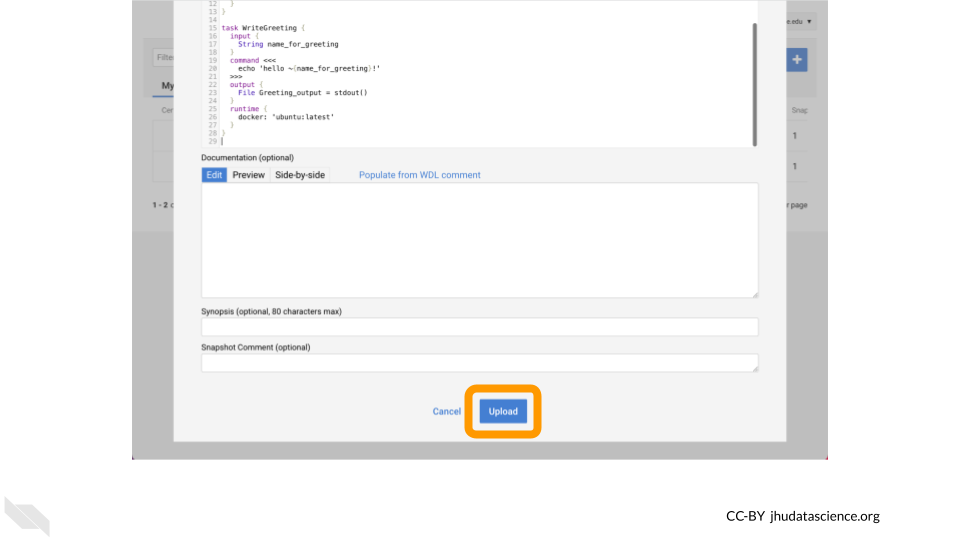 12   }
13 }
14
e.edu ▼
15 task WriteGreeting {
16   input {
17     String name_for_greeting
18   }
19   command <<<
20     echo 'hello ~{name_for_greeting}!'
21   >>>
22   output {
23     File Greeting_output = stdout()
24   }
25   runtime {
26     docker: 'ubuntu:latest'
27   }
28 }
29
Filte
+
My
Cer
Snap
1
1
1 - 2 o
r page
Documentation (optional)
Edit Preview Side-by-side Populate from WDL comment
Synopsis (optional, 80 characters max)
Snapshot Comment (optional)
Cancel Upload
CC-BY jhudatascience.org